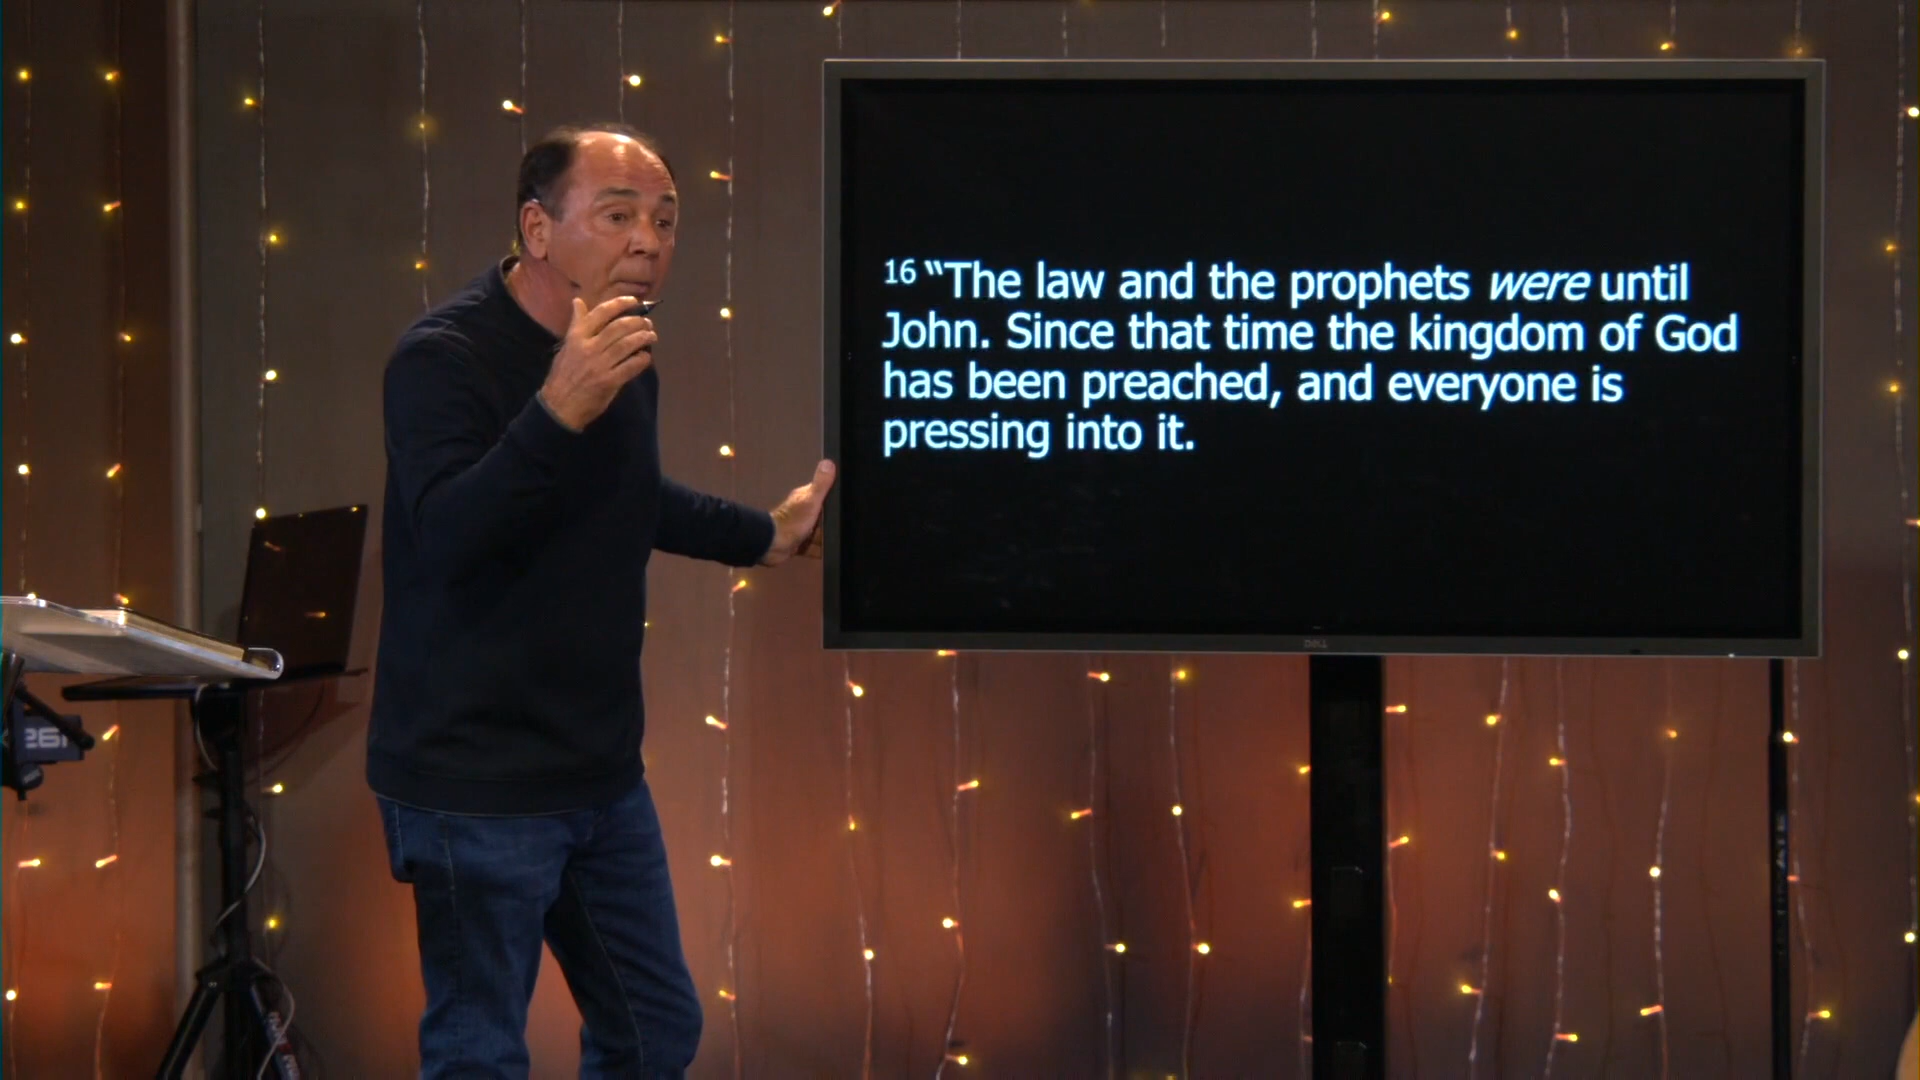 16 “The law and the prophets were until
John. Since that time the kingdom of God
has been preached, and everyone is
pressing into it.
DELL